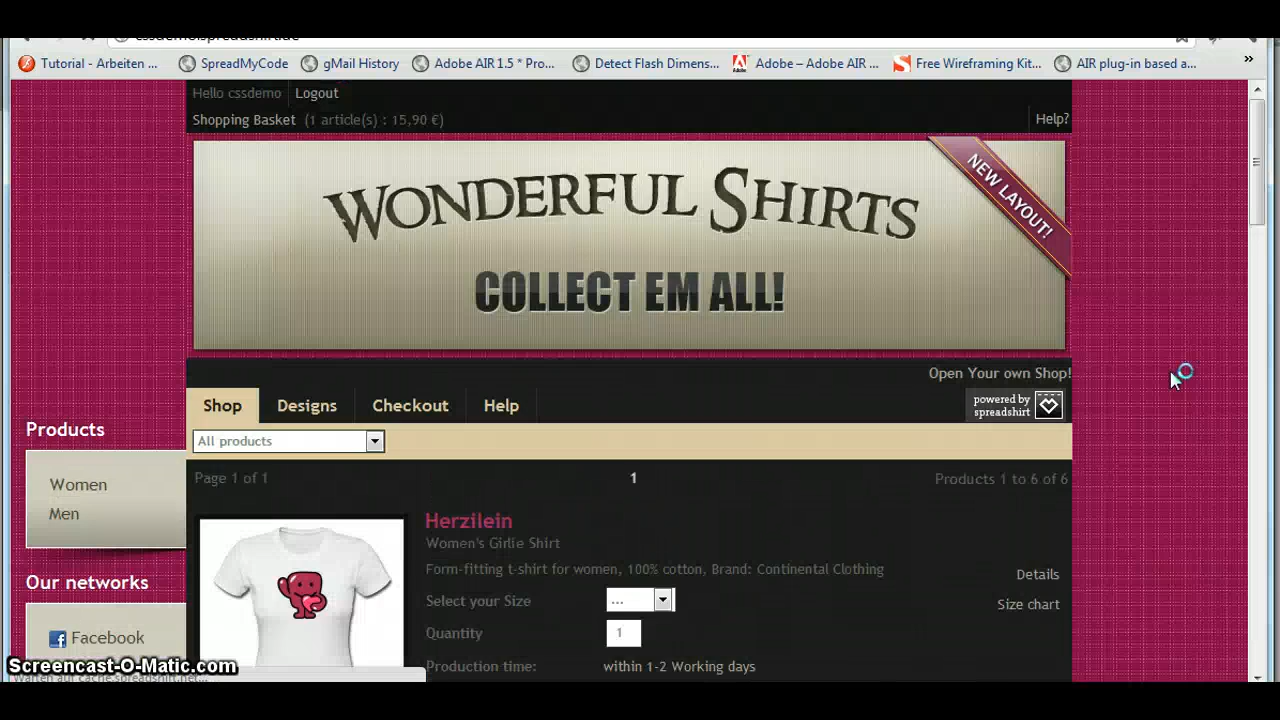 Tutorial - Arbeiten ... SpreadMyCode gMail History Adobe AIR 1.5 * Pro... Detect Flash Dimens... Adobe – Adobe AIR ... Free Wireframing Kit... AIR plug-in based a... »
Hello cssdemo Logout
Shopping Basket (1 article(s) : 15,90 €) Help?
NEW LAYOUT!
WONDERFUL SHIRTS
COLLECT EM ALL!
Open Your own Shop!
Shop Designs Checkout Help powered by
spreadshirt
Products
All products
Women
Men
Page 1 of 1 1 Products 1 to 6 of 6
Herzilein
Women's Girlie Shirt
Form-fitting t-shirt for women, 100% cotton, Brand: Continental Clothing
Details
Select your Size ... Size chart
Quantity 1
Production time: within 1-2 Working days
Our networks
Facebook
Screencast-O-Matic.com